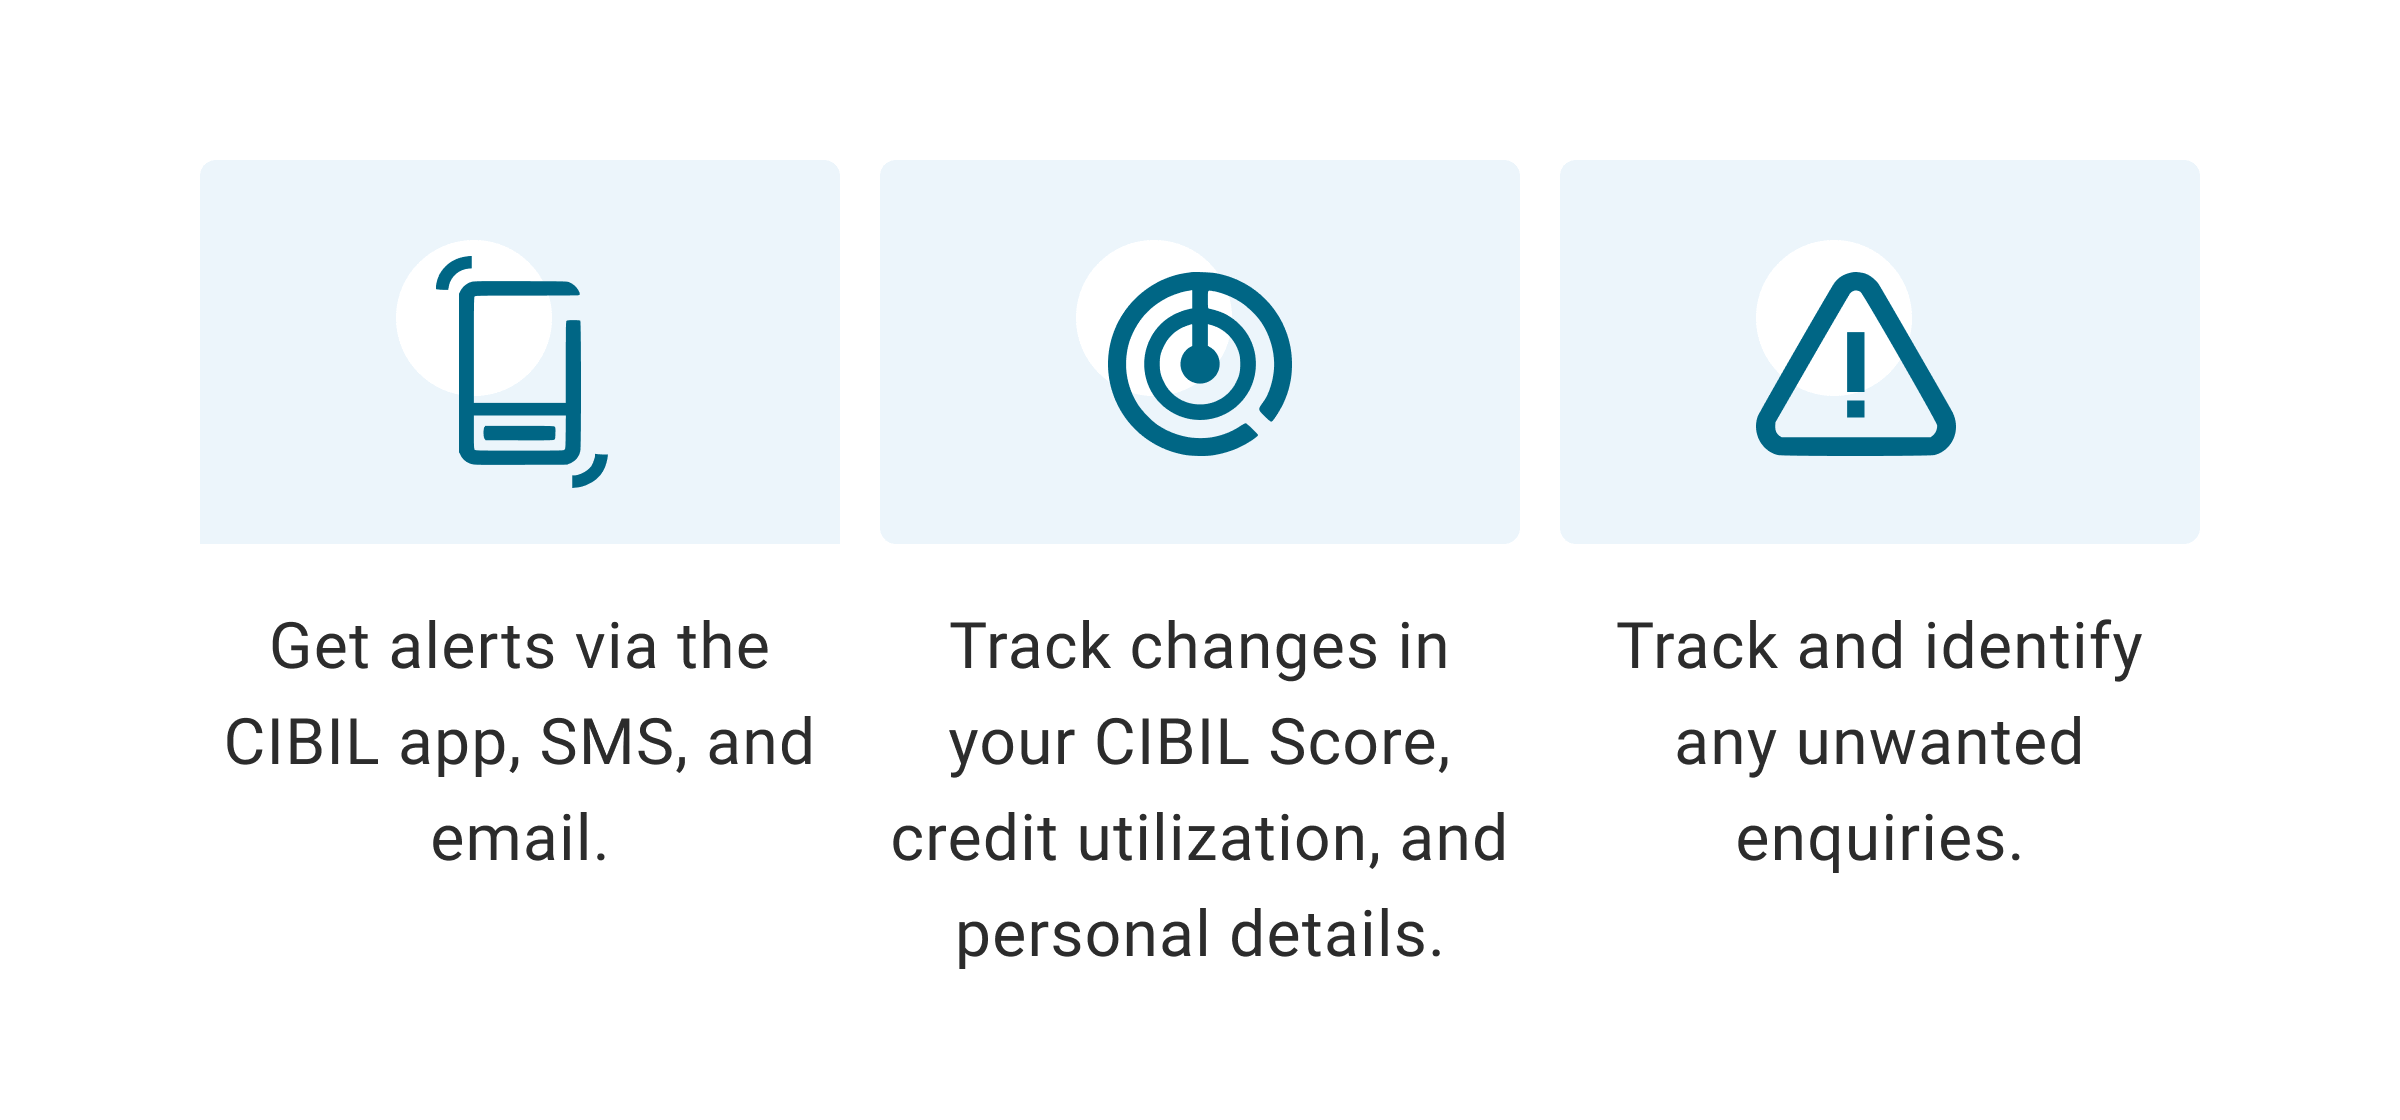 Get alerts via the
CIBIL app, SMS, and
email.
Track changes in
your CIBIL Score,
credit utilization, and
personal details.
Track and identify
any unwanted
enquiries.